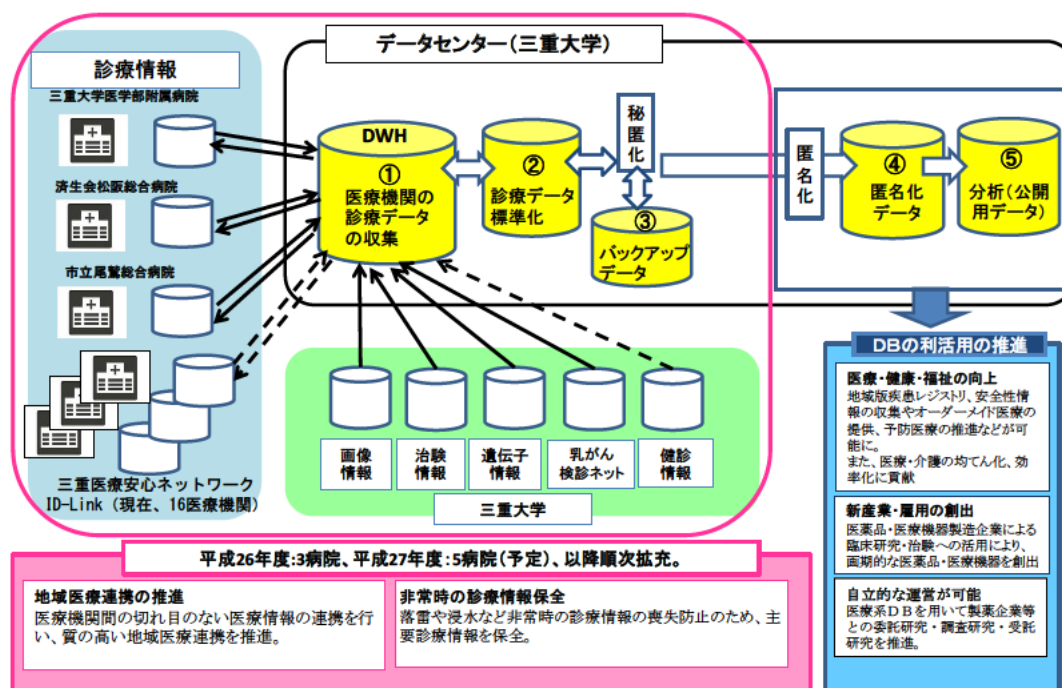 データセンター(三重大学)
診療情報
三重大学医学部附属病院
済生会松阪総合病院
市立尾鷲総合病院
三重医療安心ネットワーク
ID-Link（現在、16医療機関）
DWH
①
医療機関の
診療データ
の収集
②
診療データ
標準化
秘匿化
③
バックアップ
データ
匿名化
④
匿名化
データ
⑤
分析(公開
用データ)
画像
情報
治験
情報
遺伝子
情報
乳がん
検診ネット
健診
情報
三重大学
DBの利活用の推進
医療・健康・福祉の向上
地域版疾患レジストリ、安全性情
報の収集やオーダーメイド医療の
提供、予防医療の推進などが可
能に。
また、医療・介護の均てん化、効
率化に貢献
新産業・雇用の創出
医薬品・医療機器製造企業による
臨床研究・治験への活用により、
画期的な医薬品・医療機器を創出
自立的な運営が可能
医療系ＤＢを用いて製薬企業等
との委託研究・調査研究・受託
研究を推進。
平成26年度:3病院、平成27年度:5病院(予定)、以降順次拡充。
地域医療連携の推進
医療機関間の切れ目のない医療情報の連携を行
い、質の高い地域医療連携を推進。
非常時の診療情報保全
落雷や浸水など非常時の診療情報の喪失防止のため、主
要診療情報を保全。